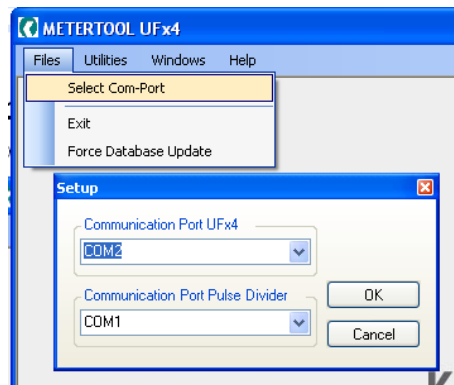 METERTOOL UFx4
Files Utilities Windows Help
Select Com-Port
Exit
Force Database Update
Setup
Communication Port UFx4
COM2
Communication Port Pulse Divider
COM1
OK
Cancel
K